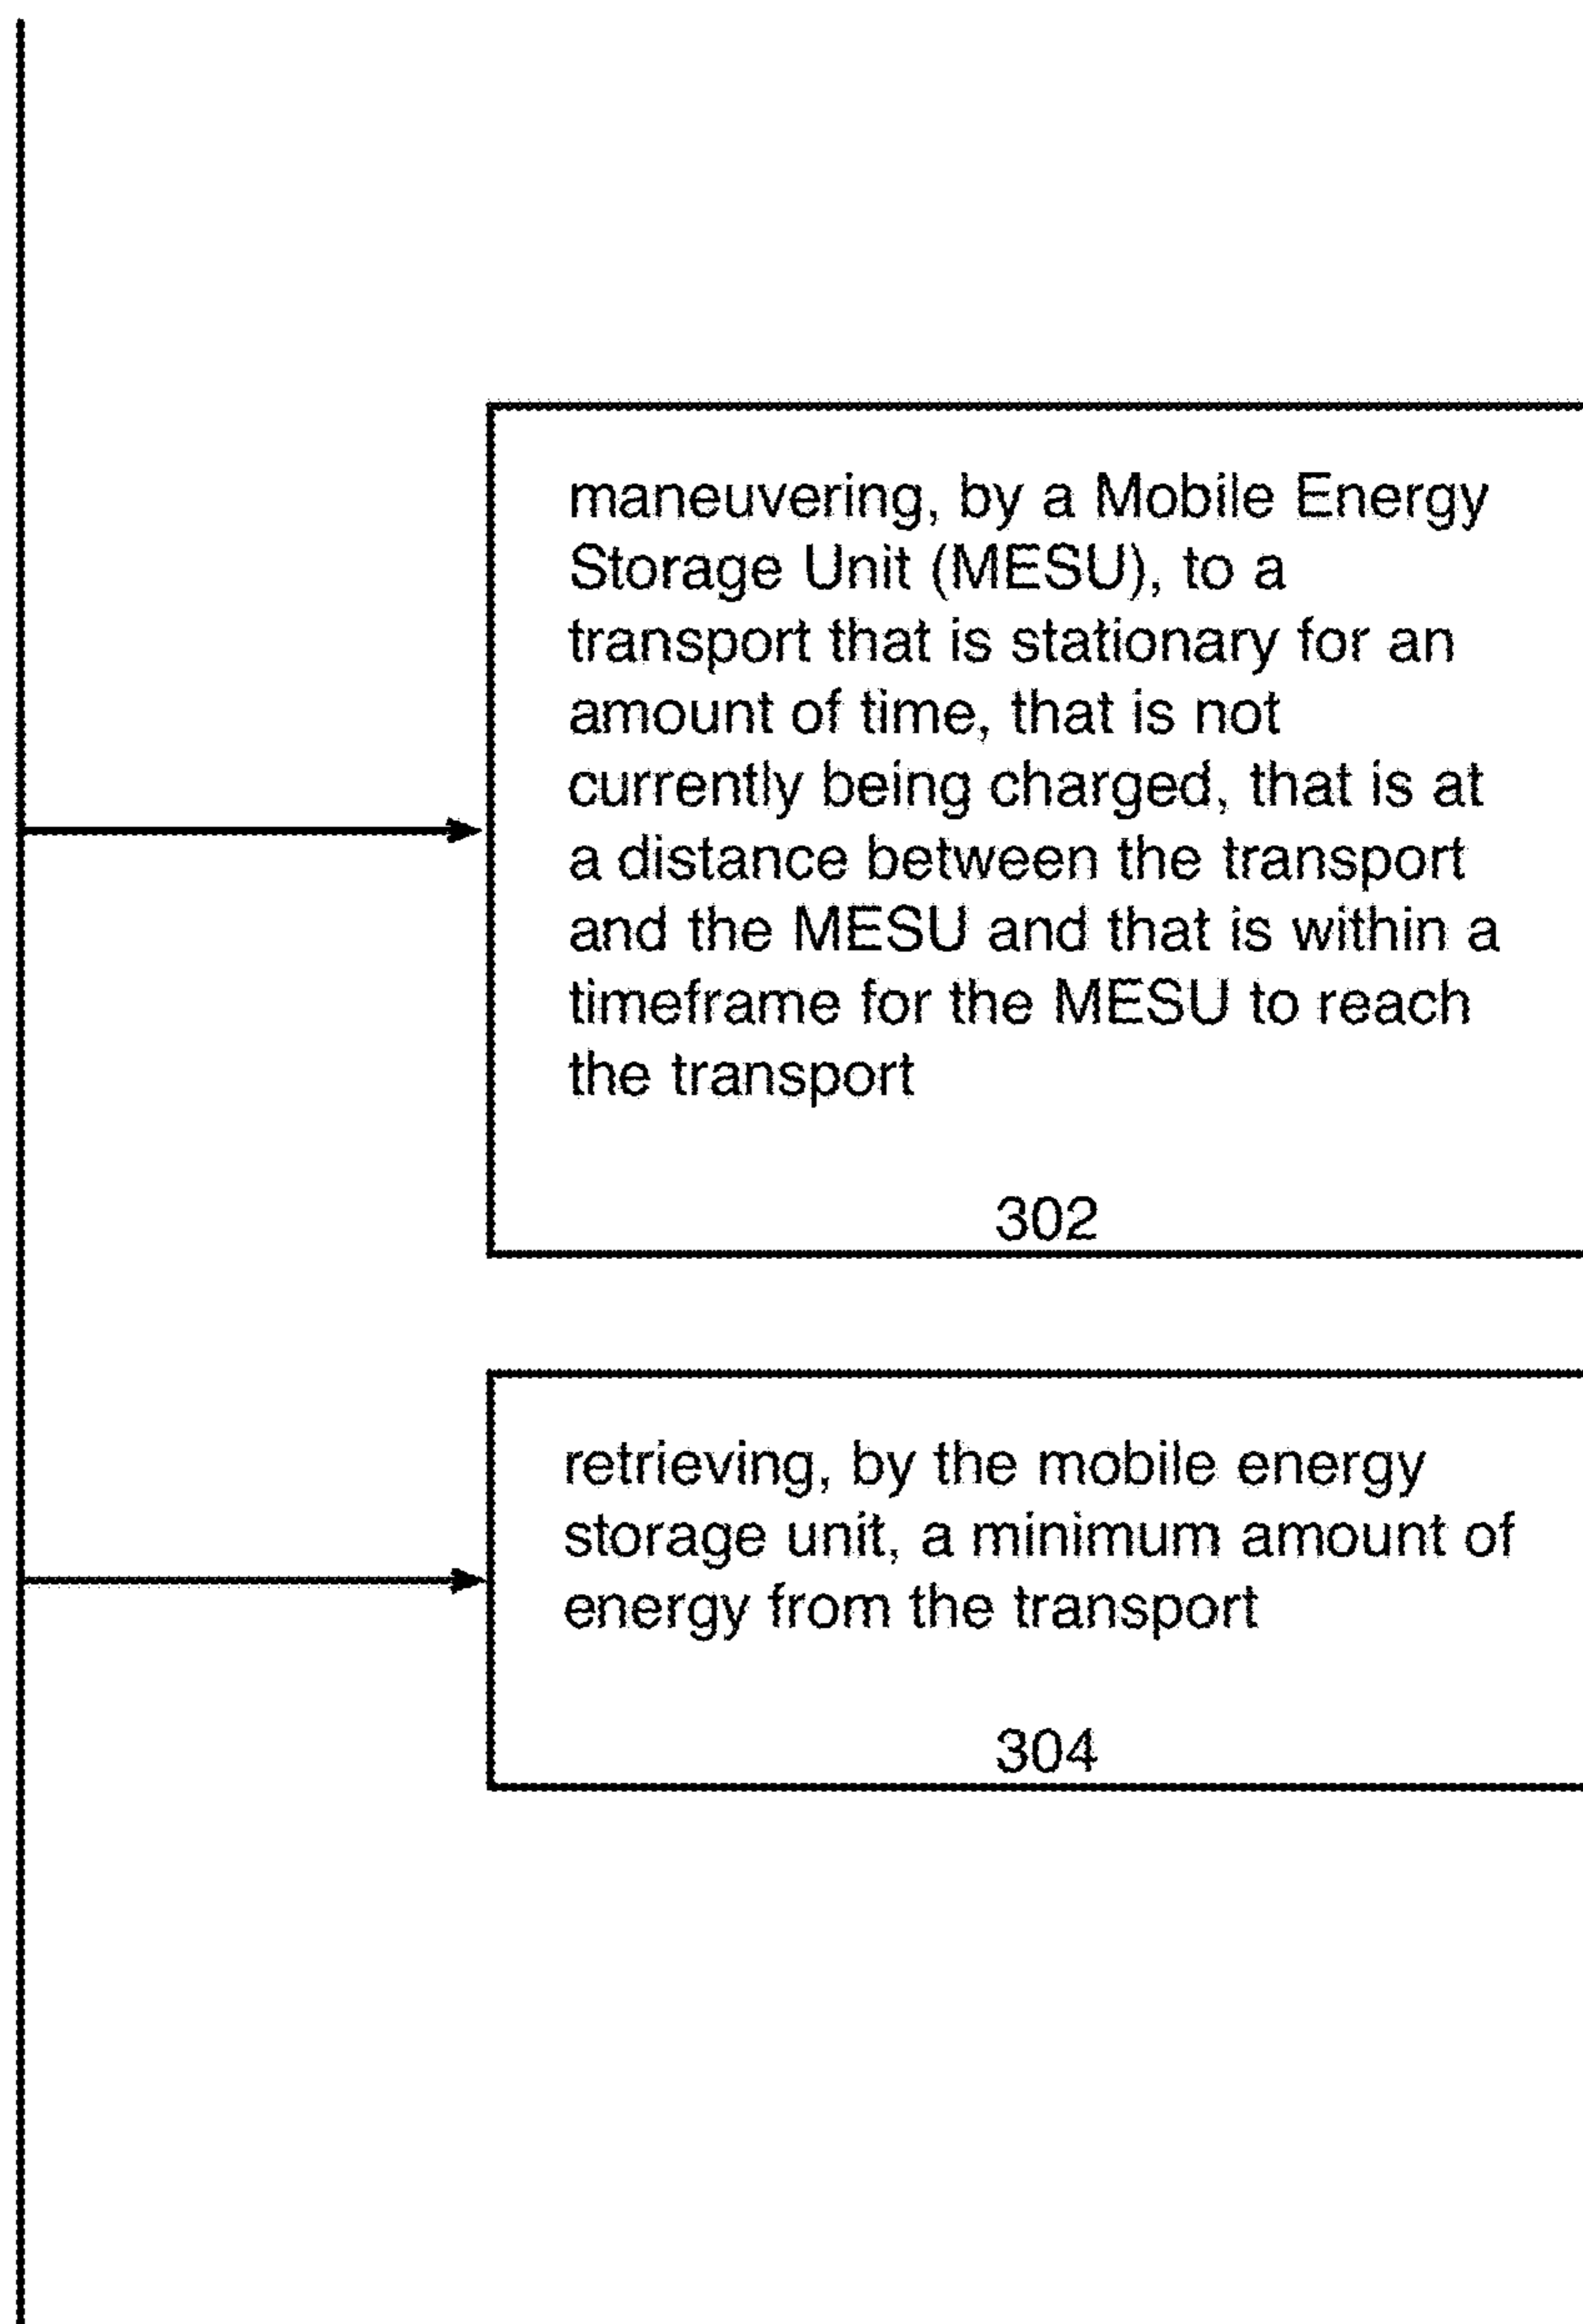 maneuvering, by a Mobile Energy
Storage Unit (MESU), to a
transport that is stationary for an
amount of time, that is not
currently being charged, that is at
a distance between the transport
and the MESU and that is within a
timeframe for the MESU to reach
the transport
302
retrieving, by the mobile energy
storage unit, a minimum amount of
energy from the transport
304